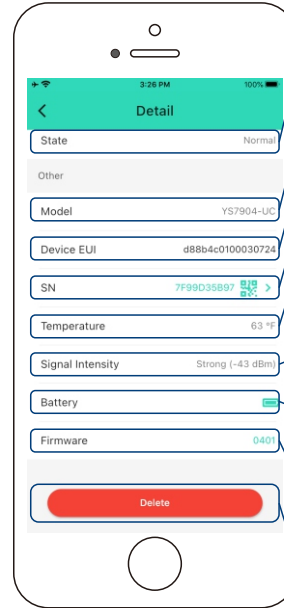 3:26 PM 100%
Detail
State Normal
Other
Model YS7904-UC
Device EUI d88b4c0100030724
SN 7F99D35B97 >
Temperature 63 °F
Signal Intensity Strong (-43 dBm)
Battery
Firmware 0401
Delete